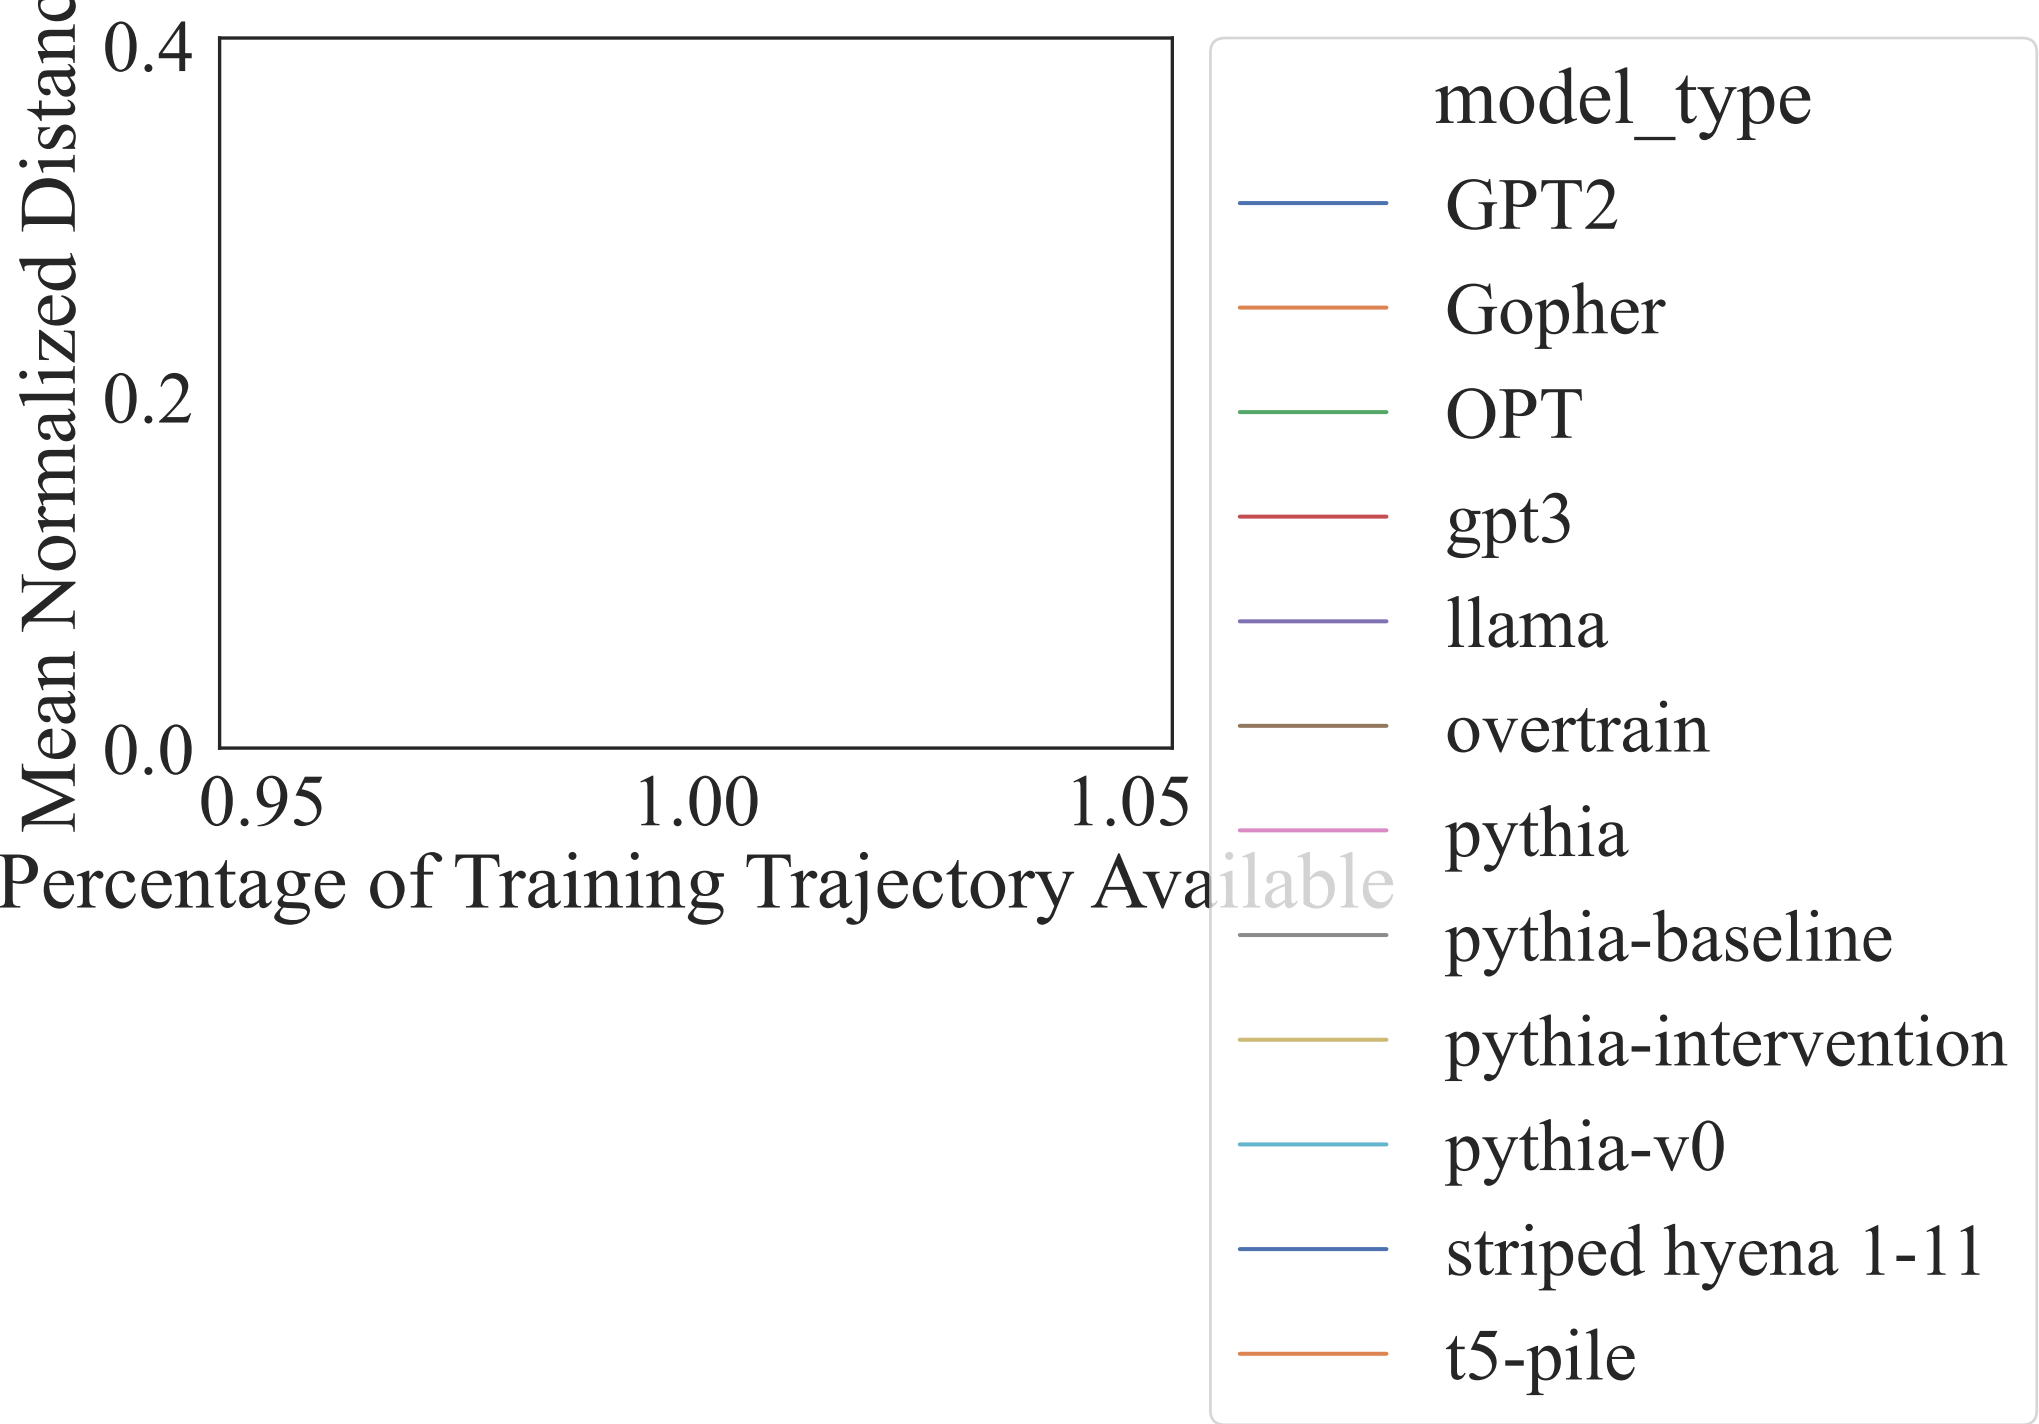 Mean Normalized Distanc
0.4
0.2
0.0
0.95 1.00 1.05
Percentage of Training Trajectory Available
model_type
GPT2
Gopher
OPT
gpt3
llama
overtrain
pythia
pythia-baseline
pythia-intervention
pythia-v0
striped hyena 1-11
t5-pile